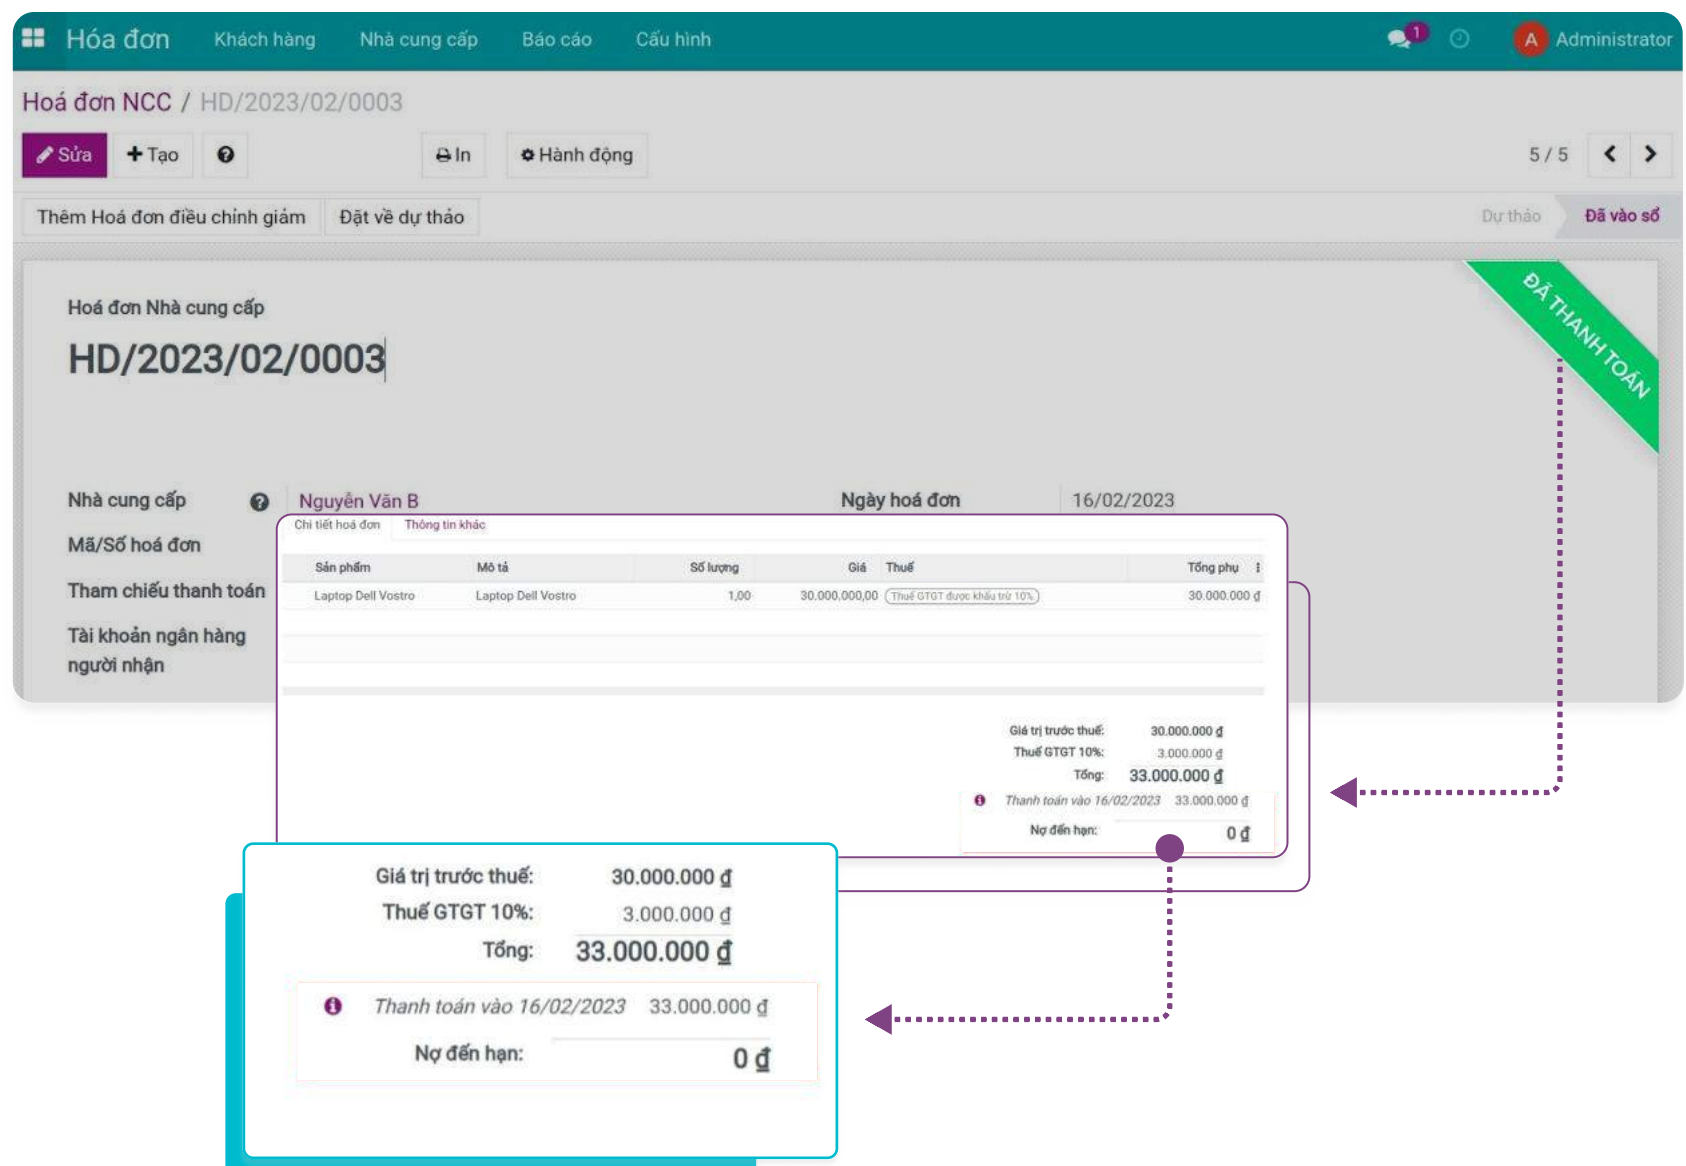 Hóa đơn Khách hàng Nhà cung cấp Báo cáo Cấu hình 1 A Administrator
Hoá đơn NCC / HD/2023/02/0003
Sửa Tạo In Hành động 5 / 5
Thêm Hoá đơn điều chỉnh giảm Đặt về dự thảo Dự thảo Đã vào sổ
ĐÃ THANH TOÁN
Hoá đơn Nhà cung cấp
HD/2023/02/0003
Nhà cung cấp Nguyễn Văn B Ngày hoá đơn 16/02/2023
Mã/Số hoá đơn
Tham chiếu thanh toán
Tài khoản ngân hàng
người nhận
Chi tiết hoá đơn Thông tin khác
Sản phẩm Mô tả Số lượng Giá Thuế Tổng phụ
Laptop Dell Vostro Laptop Dell Vostro 1,00 30.000.000,00 Thuế GTGT được khấu trừ 10% 30.000.000 ₫
Giá trị trước thuế: 30.000.000 ₫
Thuế GTGT 10%: 3.000.000 ₫
Tổng: 33.000.000 ₫
Thanh toán vào 16/02/2023 33.000.000 ₫
Nợ đến hạn: 0 ₫
Giá trị trước thuế: 30.000.000 ₫
Thuế GTGT 10%: 3.000.000 ₫
Tổng: 33.000.000 ₫
Thanh toán vào 16/02/2023 33.000.000 ₫
Nợ đến hạn: 0 ₫